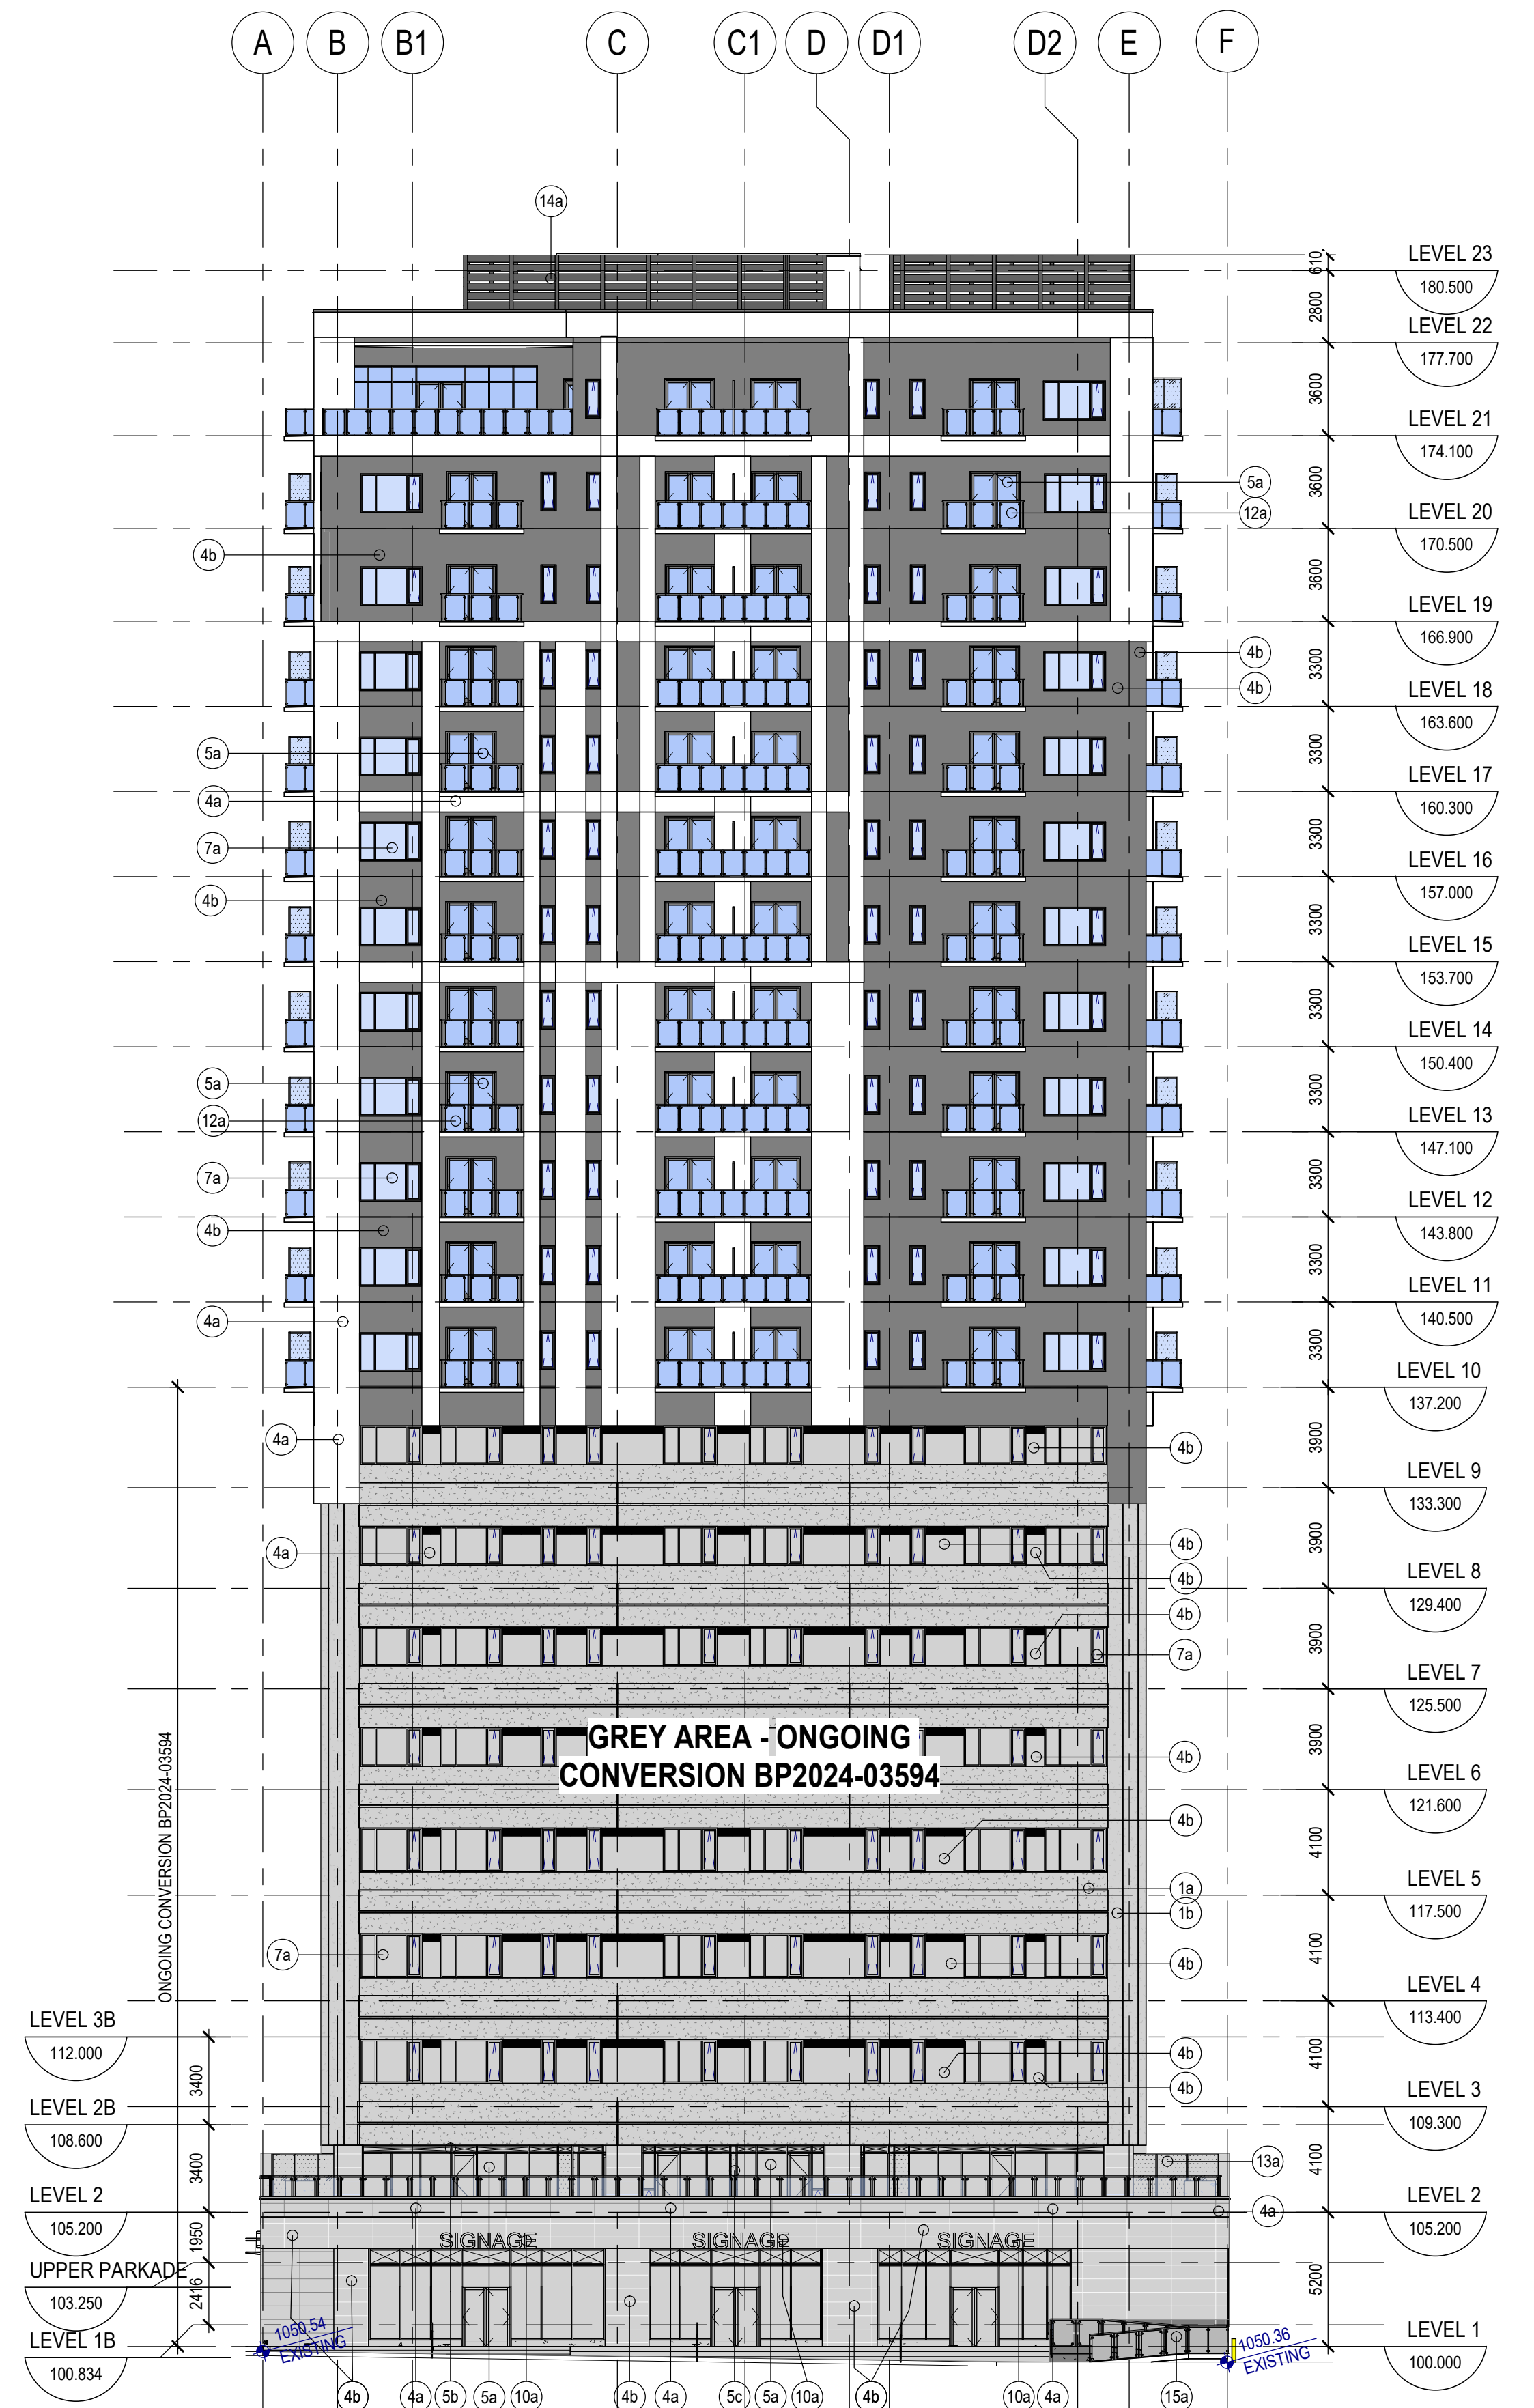 A B B1 C C1 D D1 D2 E F
14a
610
LEVEL 23
180.500
2800
LEVEL 22
177.700
3600
LEVEL 21
174.100
3600
5a
12a
LEVEL 20
170.500
4b
3600
LEVEL 19
166.900
4b
4b
3300
LEVEL 18
163.600
5a
3300
4a
LEVEL 17
160.300
7a
3300
LEVEL 16
157.000
4b
3300
LEVEL 15
153.700
3300
LEVEL 14
150.400
5a
12a
3300
LEVEL 13
147.100
7a
3300
LEVEL 12
143.800
4b
3300
LEVEL 11
140.500
4a
3300
LEVEL 10
137.200
4a
4b
3900
LEVEL 9
133.300
4a
4b
4b
3900
LEVEL 8
129.400
4b
7a
3900
LEVEL 7
125.500
GREY AREA - ONGOING
CONVERSION BP2024-03594
4b
3900
LEVEL 6
121.600
ONGOING CONVERSION BP2024-03594
4b
4100
1a
1b
LEVEL 5
117.500
7a
4b
4100
LEVEL 4
113.400
LEVEL 3B
112.000
4b
4b
4100
3400
LEVEL 3
109.300
LEVEL 2B
108.600
13a
4100
3400
LEVEL 2
105.200
4a
LEVEL 2
105.200
1950
SIGNAGE SIGNAGE SIGNAGE
UPPER PARKADE
103.250
2416
5200
LEVEL 1B
100.834
1050.54
EXISTING
1050.36
EXISTING
LEVEL 1
100.000
4b 4a 5b 5a 10a 4b 4a 5c 5a 10a 4b 10a 4a 15a